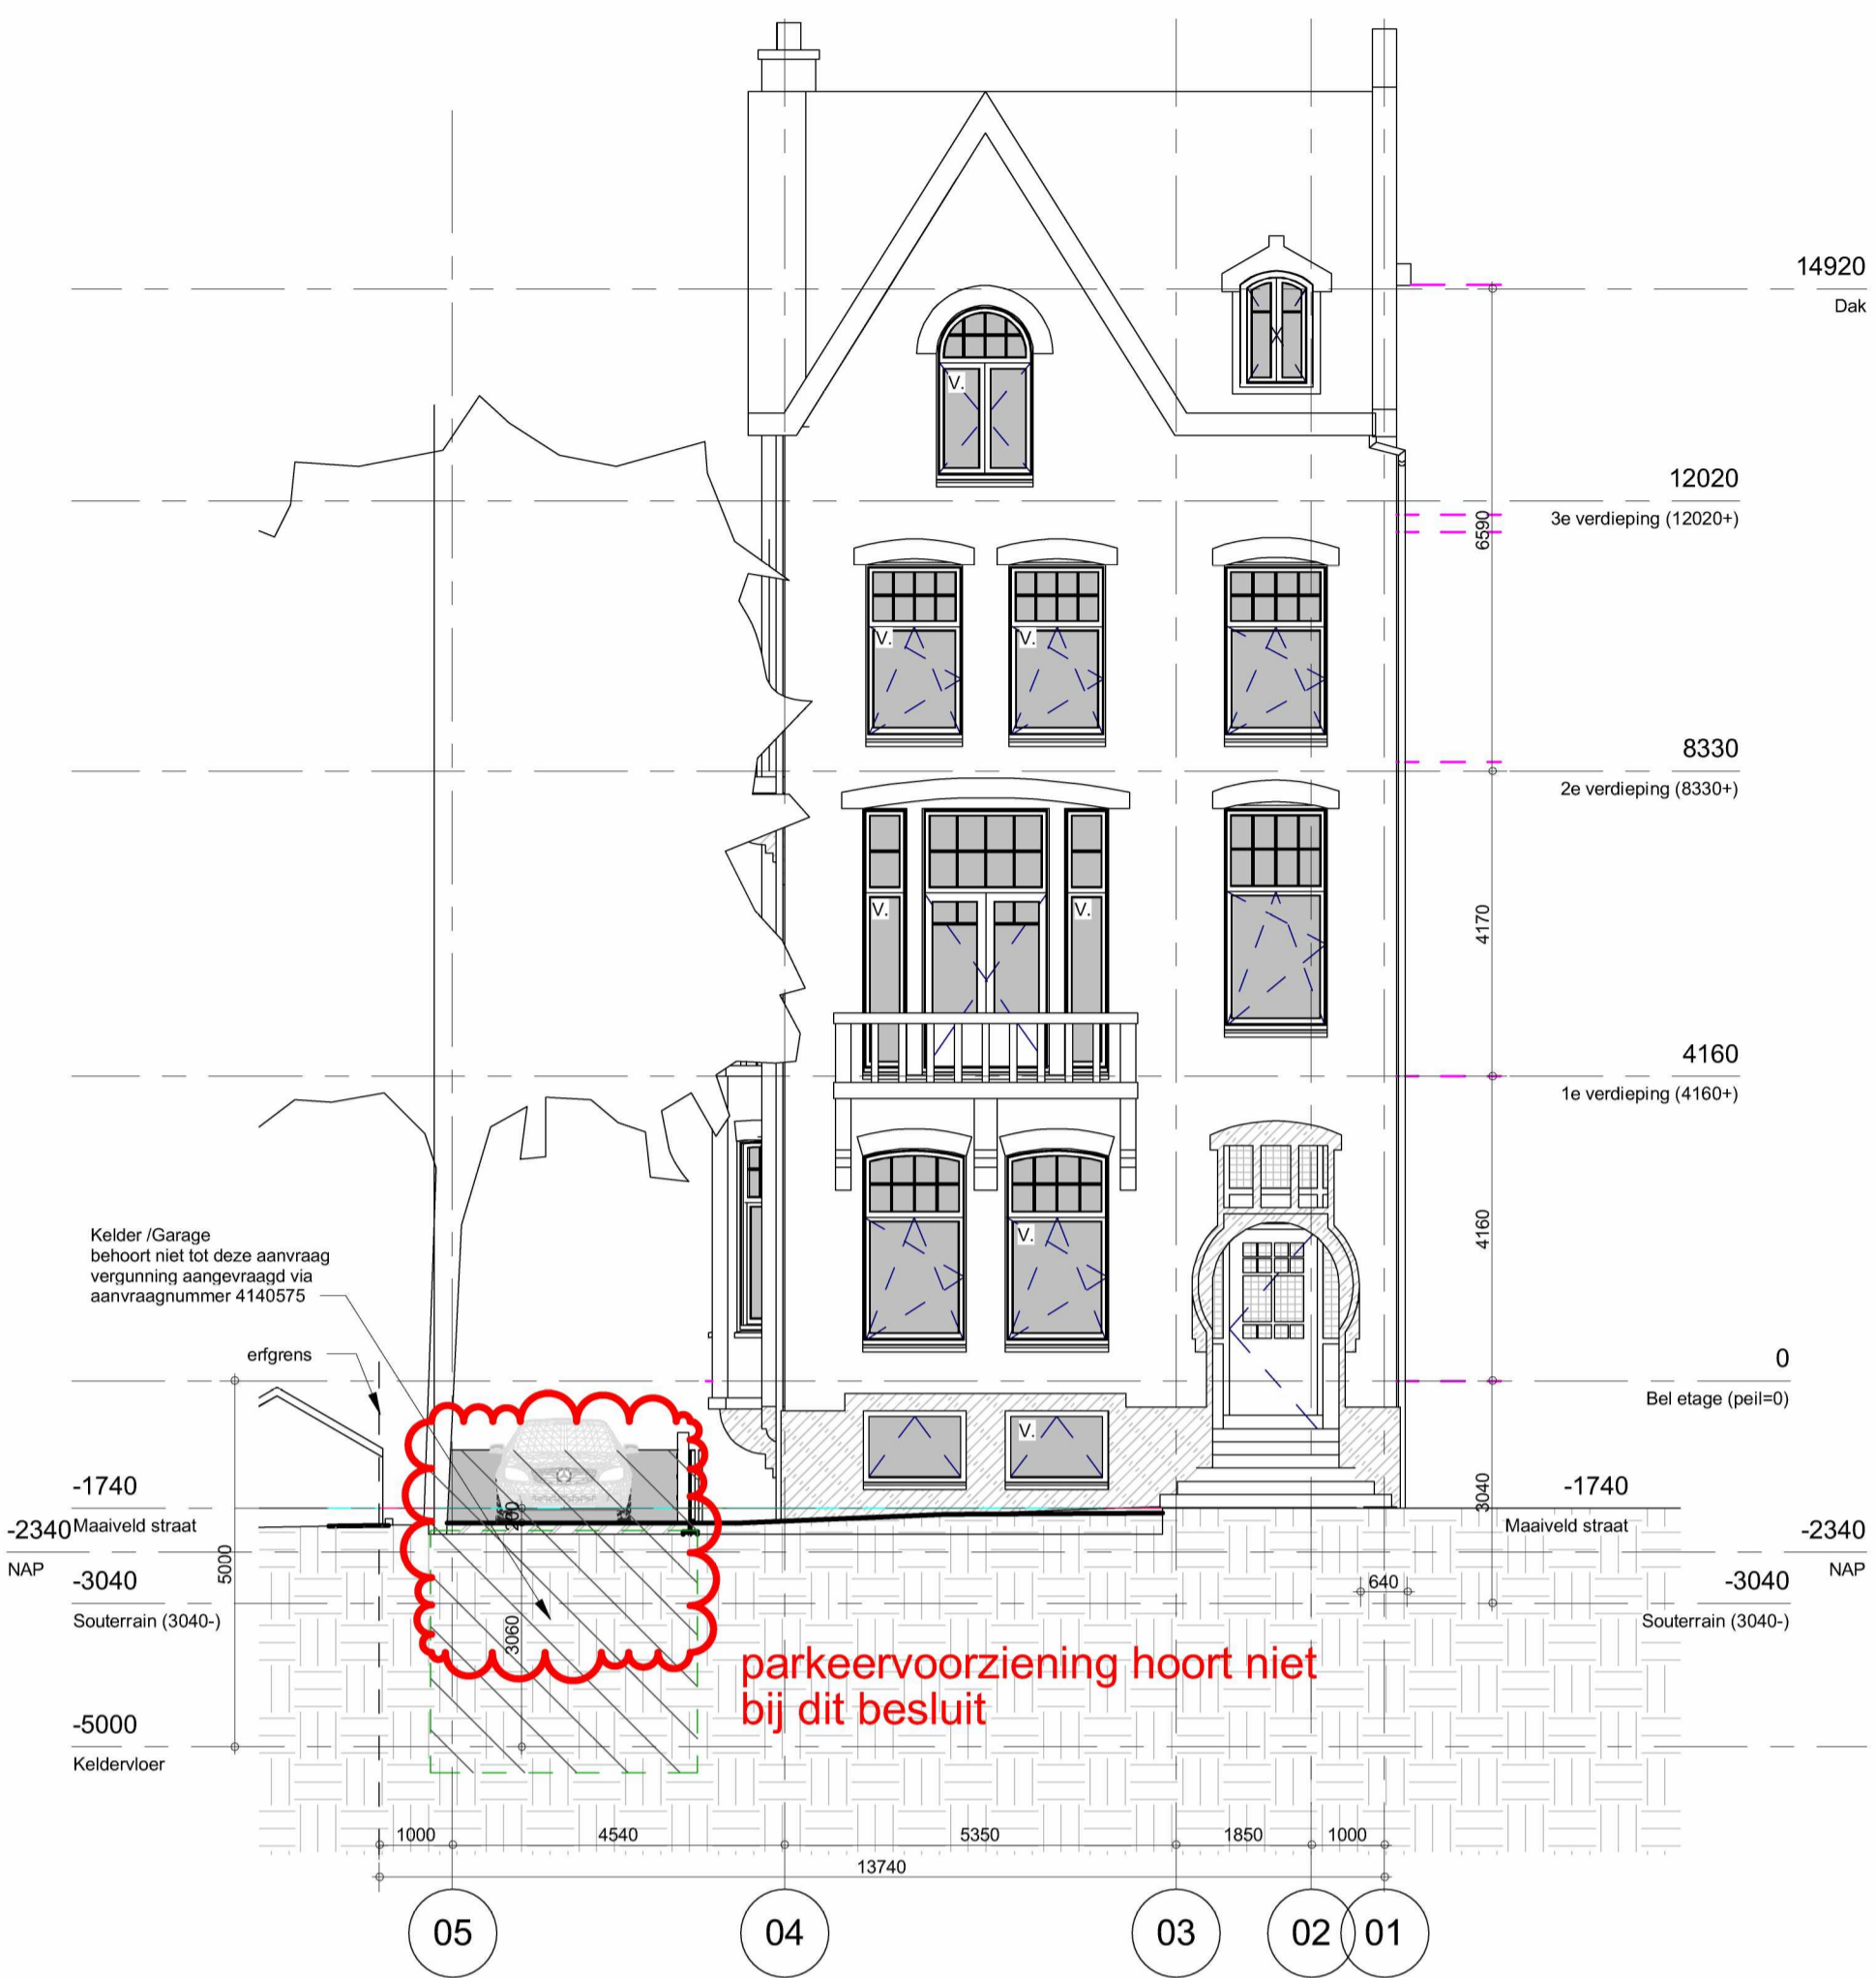 14920
Dak
12020
3e verdieping (12020+)
6590
V.
V.
V.
8330
2e verdieping (8330+)
V.
V.
4170
4160
1e verdieping (4160+)
Kelder /Garage
behoort niet tot deze aanvraag
vergunning aangevraagd via
aanvraagnummer 4140575
V.
4160
erfgrens
0
Bel etage (peil=0)
V.
-1740
Maaiveld straat
-1740
Maaiveld straat
3040
-2340
NAP
-2340
NAP
5000
-3040
Souterrain (3040-)
640
-3040
Souterrain (3040-)
3060
parkeervoorziening hoort niet
bij dit besluit
-5000
Keldervloer
1000
4540
5350
1850
1000
13740
05
04
03
02
01